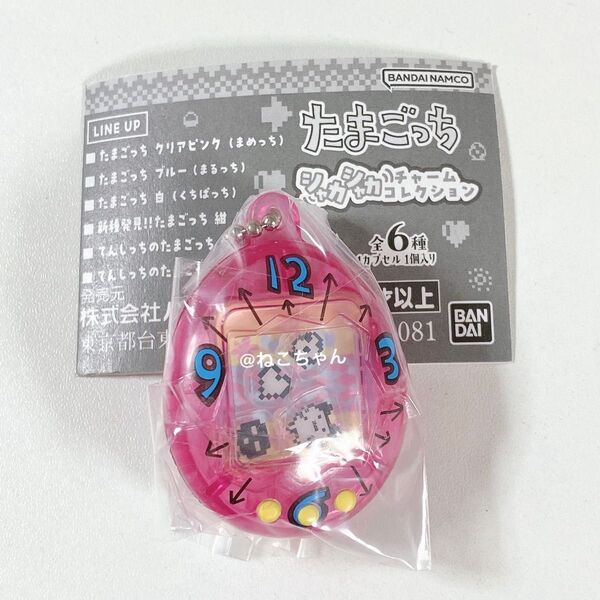 BANDAI NAMCO
LINE UP
たまごっち
■たまごっち クリアピンク（まめっち）
■たまごっち ブルー（まるっち）
■たまごっち 白（くちぱっち）
■新種発見!!たまごっち 紺
■てんしっちのたまごっち
■てんしっちのた
シャカシャカチャーム
コレクション
全6種
1カプセル1個入り
発売元
株式会社
東京都台東
以上
081
BAN
DAI
12
9
3
6
@ねこちゃん